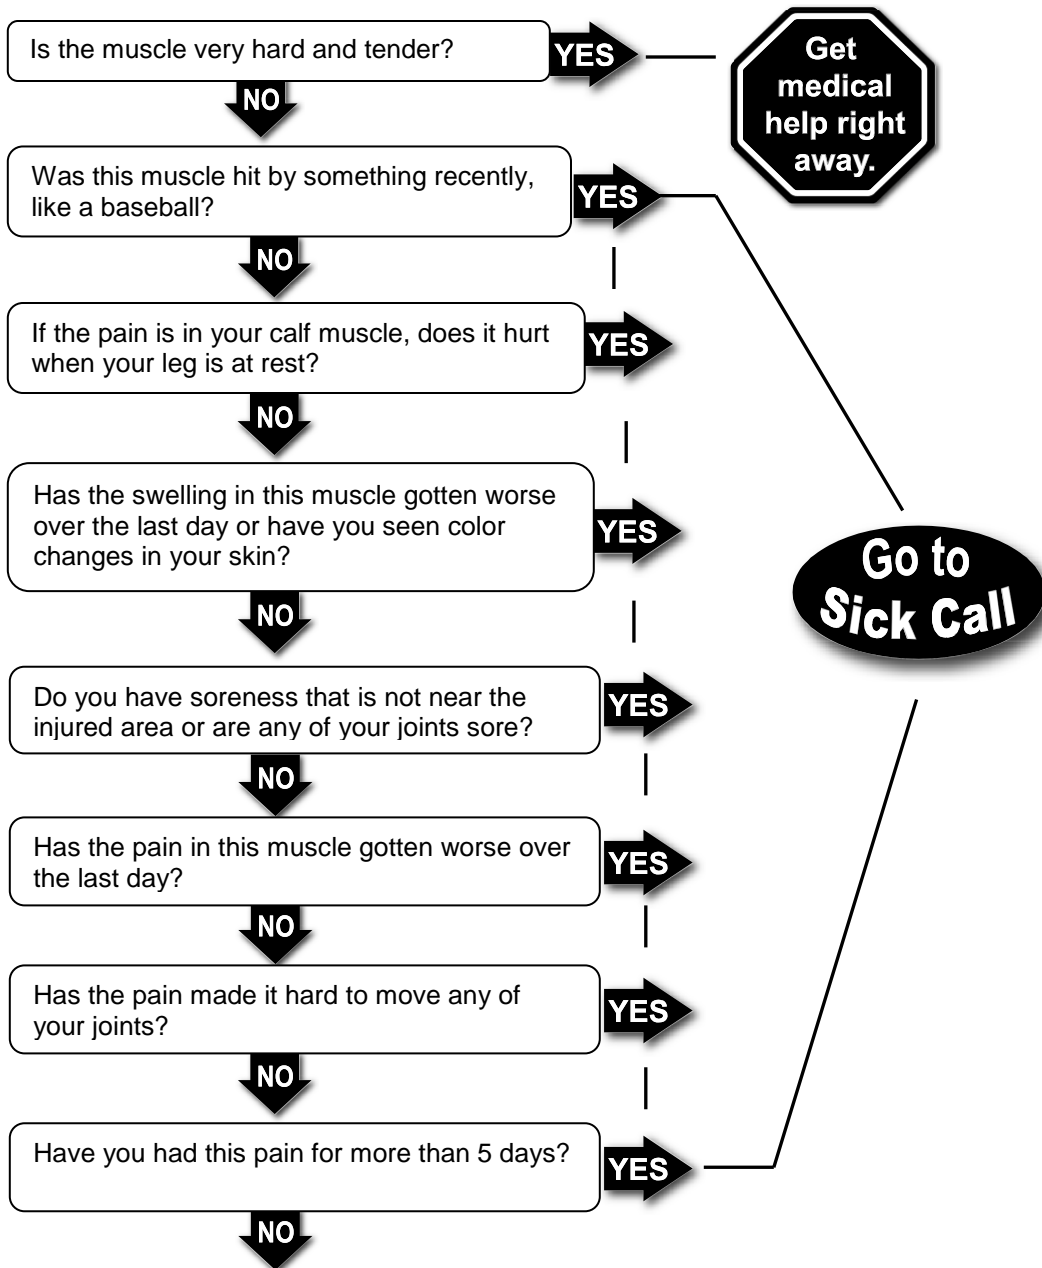 Is the muscle very hard and tender?
YES
Get
medical
help right
away.
NO
Was this muscle hit by something recently,
like a baseball?
YES
NO
If the pain is in your calf muscle, does it hurt
when your leg is at rest?
YES
NO
Has the swelling in this muscle gotten worse
over the last day or have you seen color
changes in your skin?
YES
Go to
Sick Call
NO
Do you have soreness that is not near the
injured area or are any of your joints sore?
YES
NO
Has the pain in this muscle gotten worse over
the last day?
YES
NO
Has the pain made it hard to move any of
your joints?
YES
NO
Have you had this pain for more than 5 days?
YES
NO